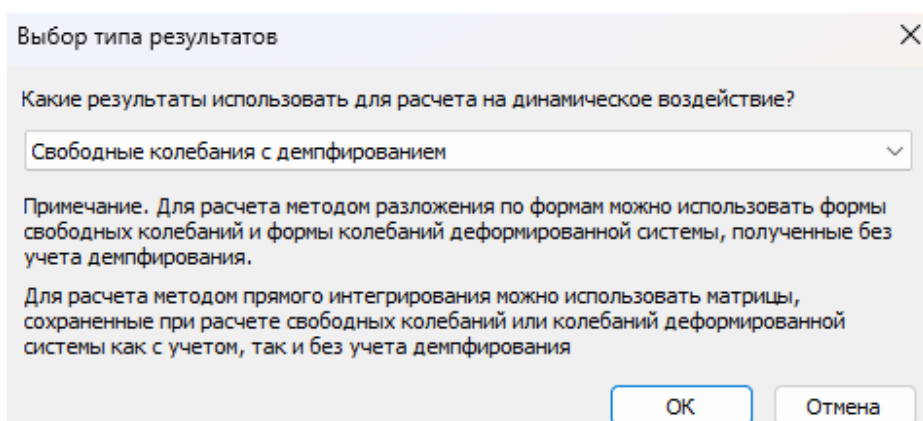 Выбор типа результатов
Какие результаты использовать для расчета на динамическое воздействие?
Свободные колебания с демпфированием
Примечание. Для расчета методом разложения по формам можно использовать формы
свободных колебаний и формы колебаний деформированной системы, полученные без
учета демпфирования.
Для расчета методом прямого интегрирования можно использовать матрицы,
сохраненные при расчете свободных колебаний или колебаний деформированной
системы как с учетом, так и без учета демпфирования
ОК
Отмена